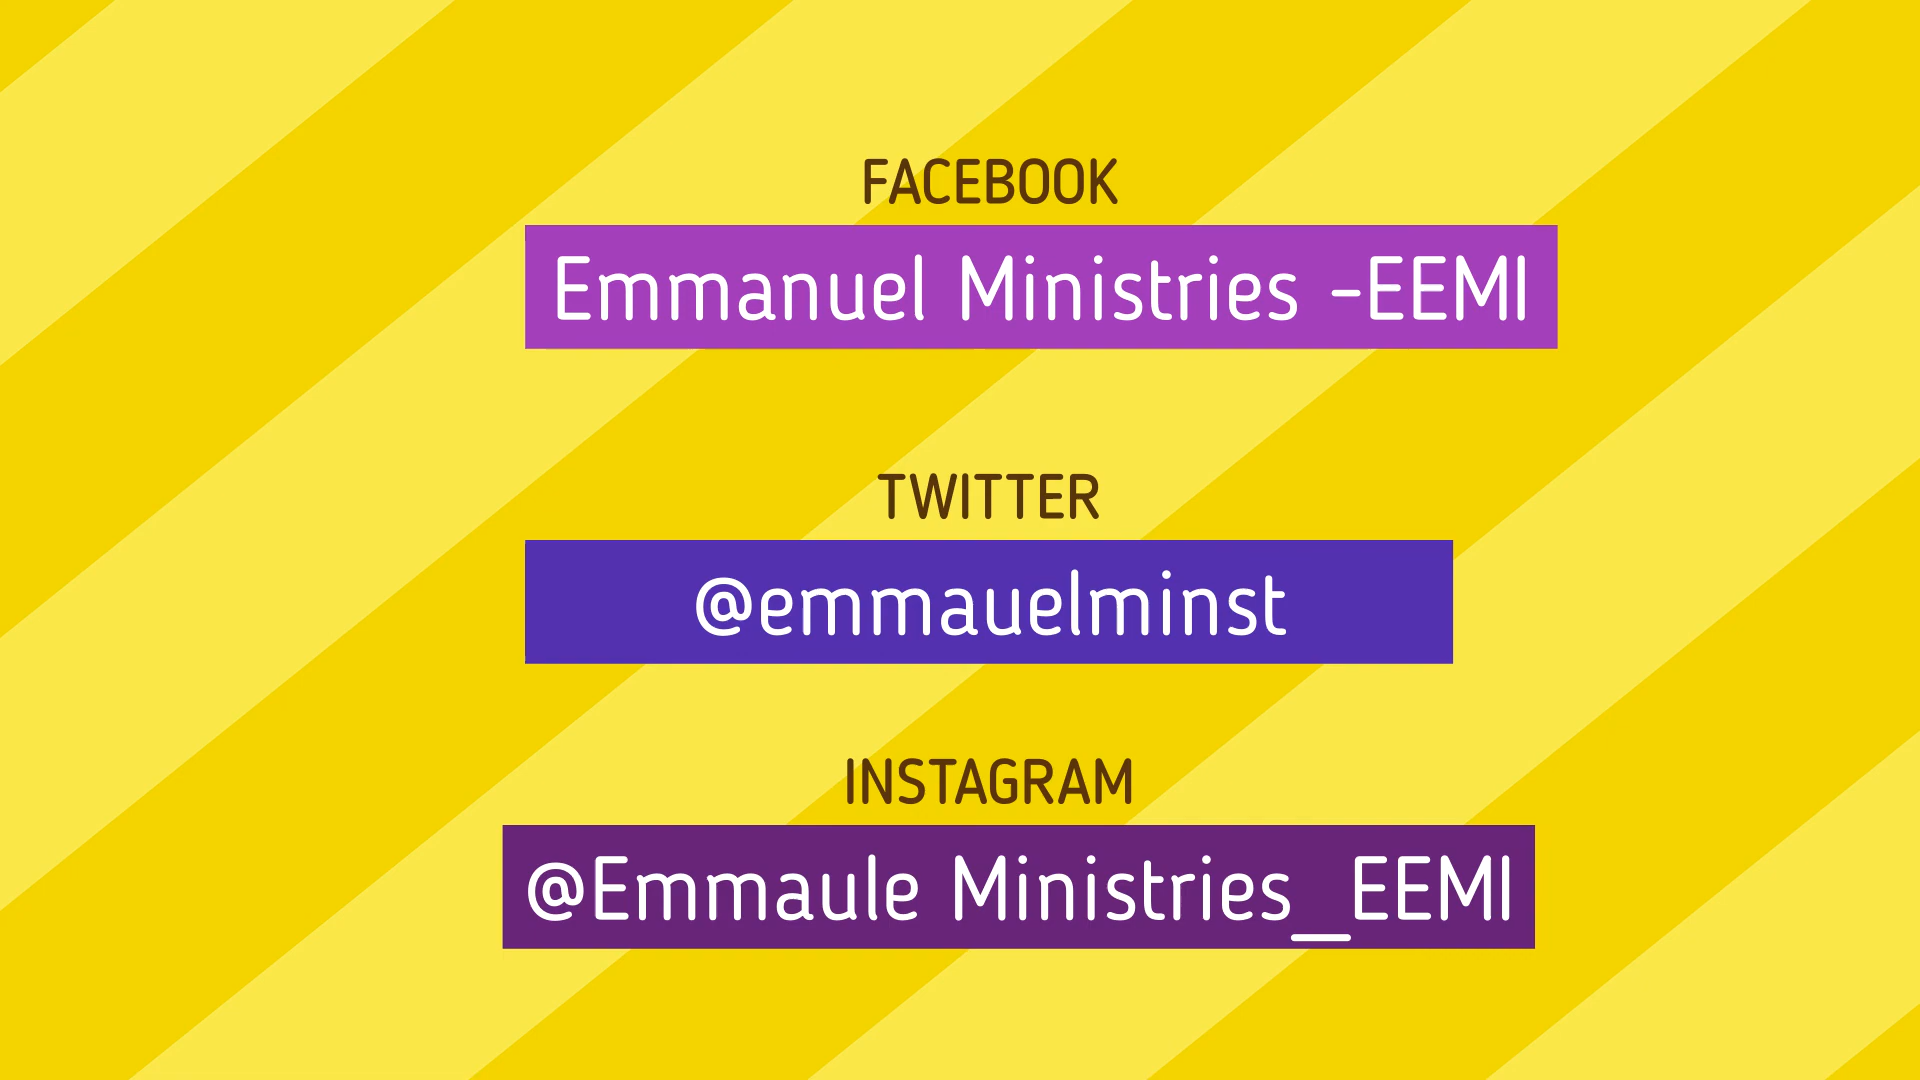 FACEBOOK
Emmanuel Ministries -EEMI
TWITTER
@emmauelminst
INSTAGRAM
@Emmaule Ministries_EEMI